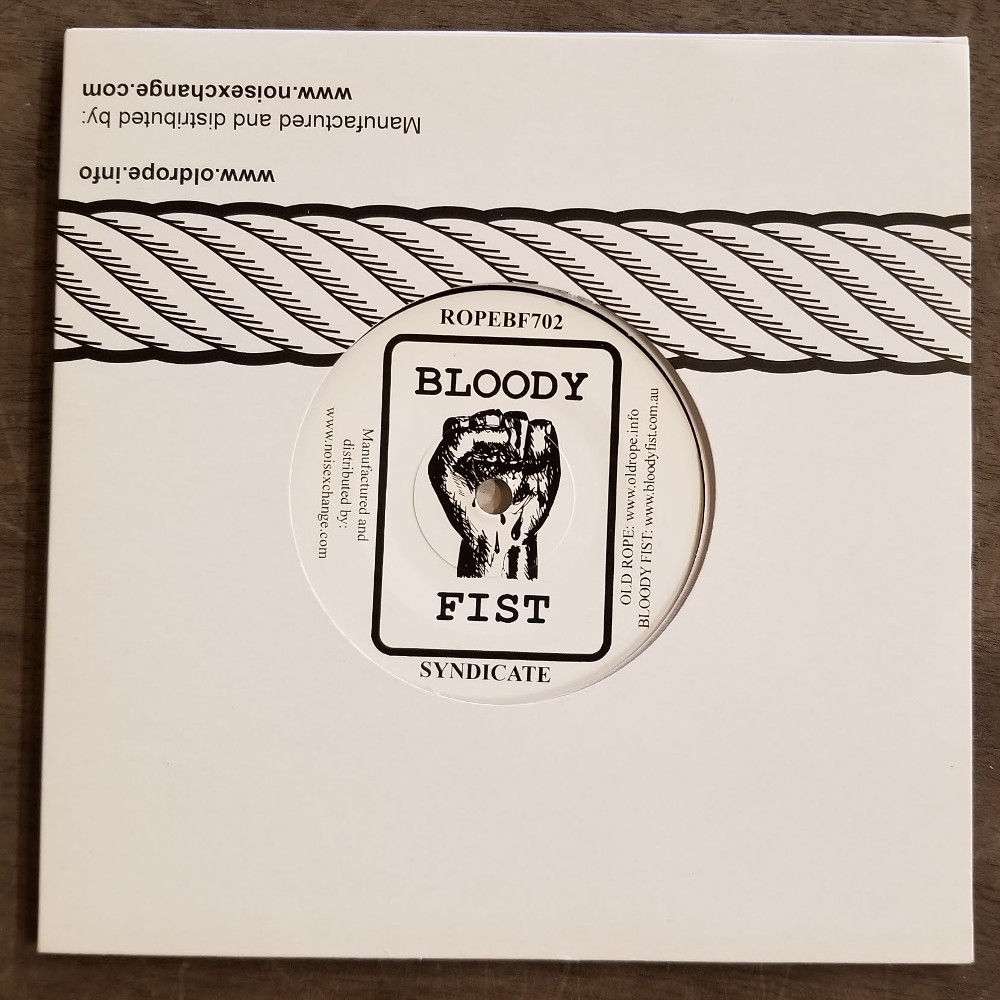 www.oldrope.info
Manufactured and distributed by:
www.noisexchange.com
ROPEBF702
BLOODY
FIST
SYNDICATE
Manufactured and
distributed by:
www.noisexchange.com
OLD ROPE: www.oldrope.info
BLOODY FIST: www.bloodyfist.com.au